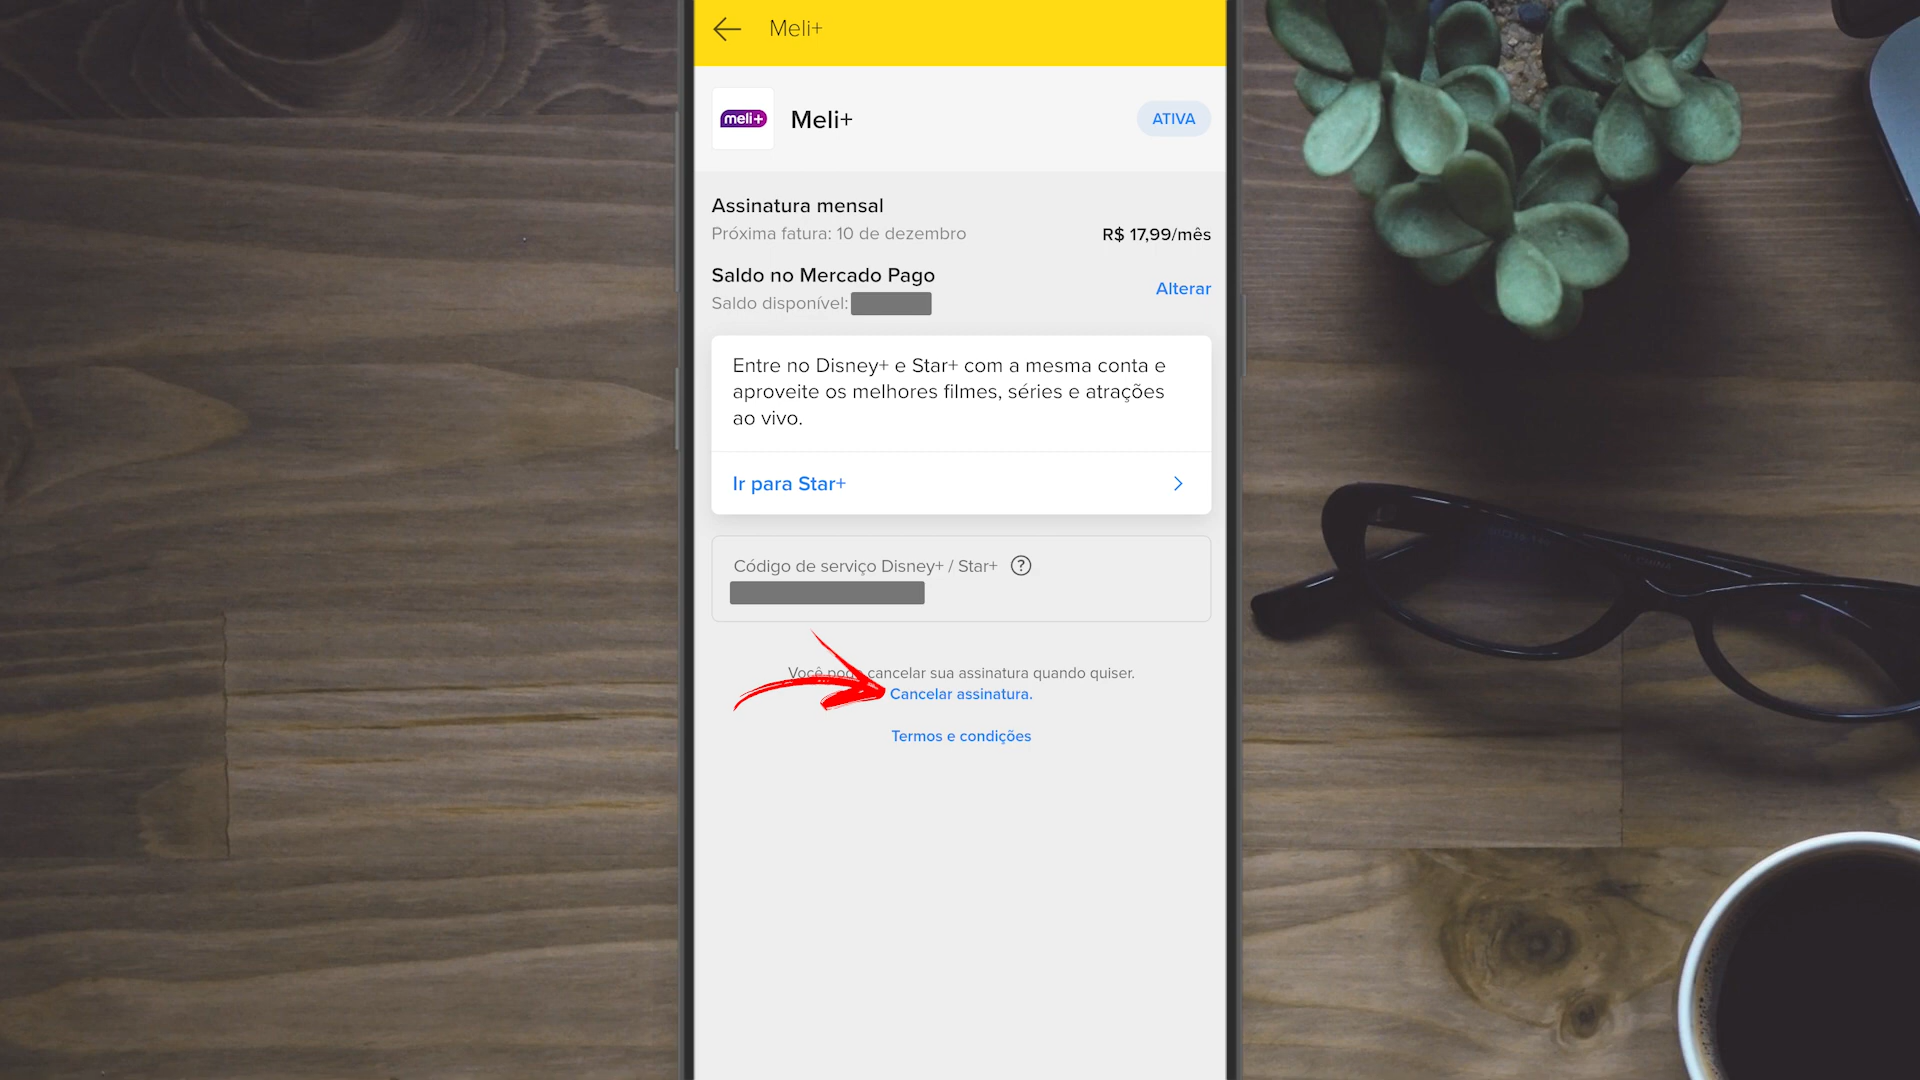 Meli+
meli+
Meli+
ATIVA
Assinatura mensal
Próxima fatura: 10 de dezembro
R$ 17,99/mês
Saldo no Mercado Pago
Saldo disponível:
Alterar
Entre no Disney+ e Star+ com a mesma conta e
aproveite os melhores filmes, séries e atrações
ao vivo.
Ir para Star+
Código de serviço Disney+ / Star+ ?
Você pode cancelar sua assinatura quando quiser.
Cancelar assinatura.
Termos e condições